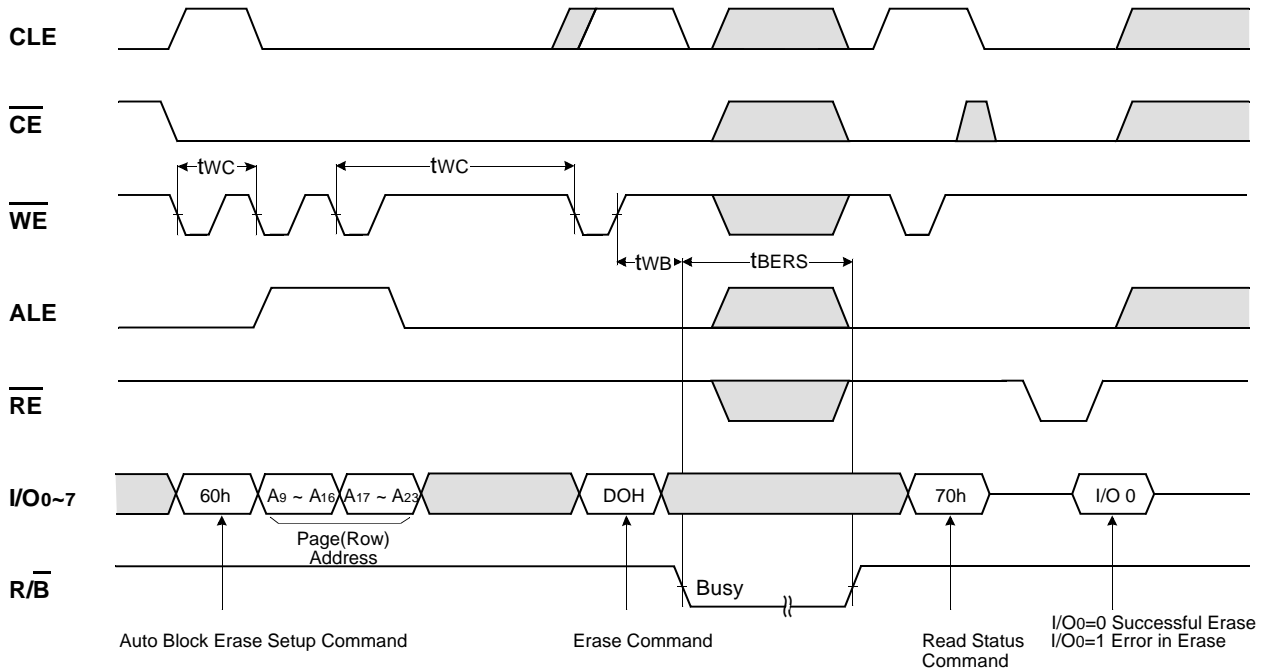 CLE
CE
tWC
tWC
WE
tWB
tBERS
ALE
RE
I/O0~7
60h
A9 ~ A16
A17 ~ A23
DOH
70h
I/O 0
Page(Row)
Address
R/B
Busy
Auto Block Erase Setup Command
Erase Command
Read Status
Command
I/O0=0 Successful Erase
I/O0=1 Error in Erase